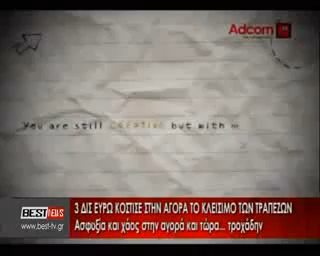 Adcom
You are still CREATIVE but with
BEST NEWS
www.best-tv.gr
3 ΔΙΣ ΕΥΡΩ ΚΟΣΤΙΣΕ ΣΤΗΝ ΑΓΟΡΑ ΤΟ ΚΛΕΙΣΙΜΟ ΤΩΝ ΤΡΑΠΕΖΩΝ
Ασφυξία και χάος στην αγορά και τώρα... τροχάδην